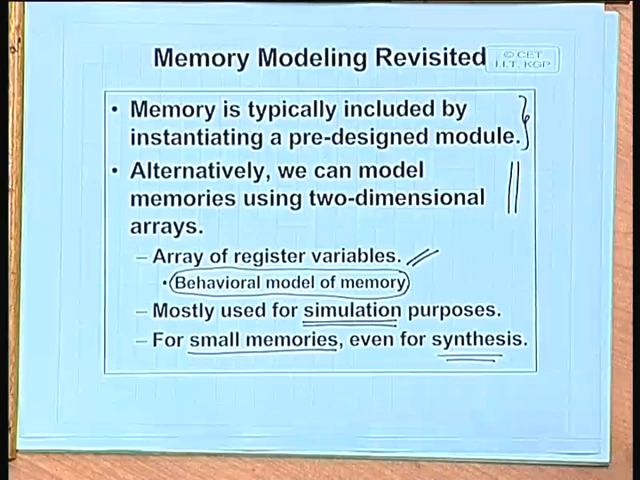 Memory Modeling Revisited
© CET
I.I.T. KGP
• Memory is typically included by
instantiating a pre-designed module.
• Alternatively, we can model
memories using two-dimensional
arrays.
– Array of register variables.
• Behavioral model of memory
– Mostly used for simulation purposes.
– For small memories, even for synthesis.